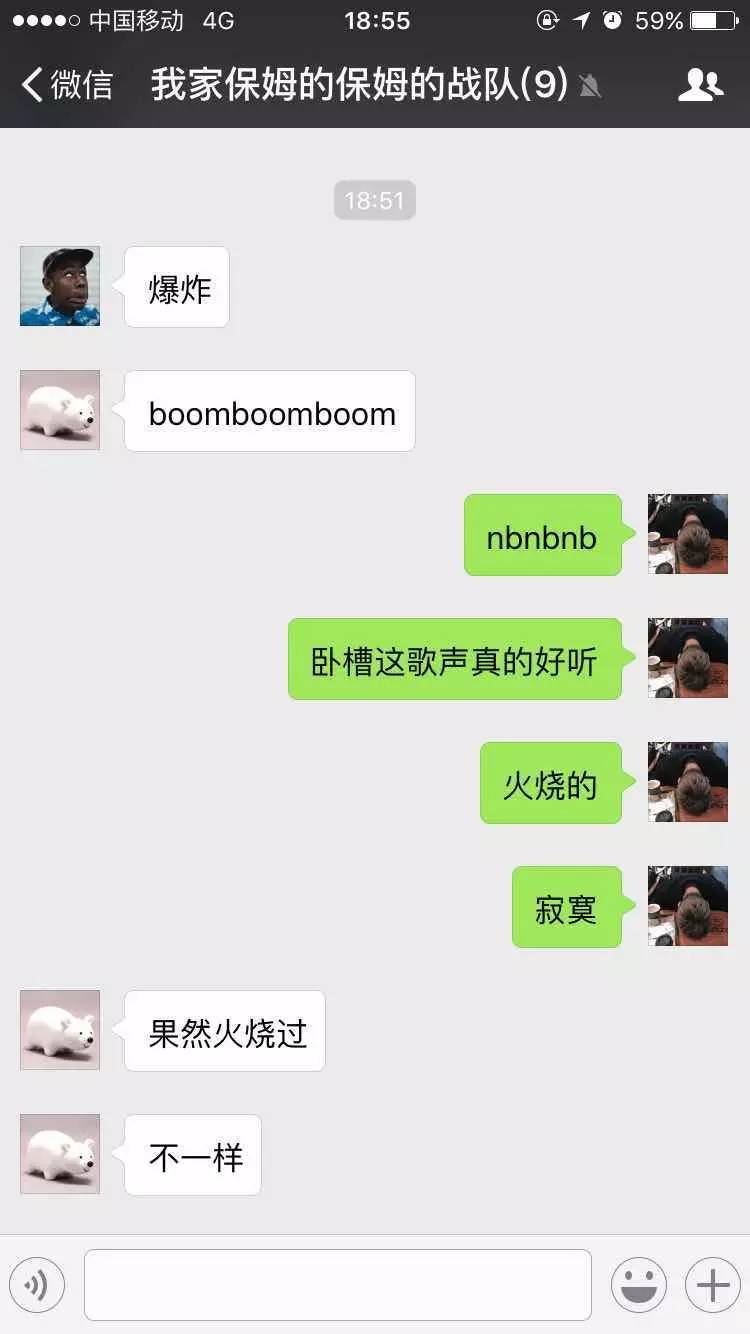 中国移动 4G 18:55 59%
微信 我家保姆的保姆的战队(9)
18:51
爆炸
boomboomboom
nbnbnb
卧槽这歌声真的好听
火烧的
寂寞
果然火烧过
不一样